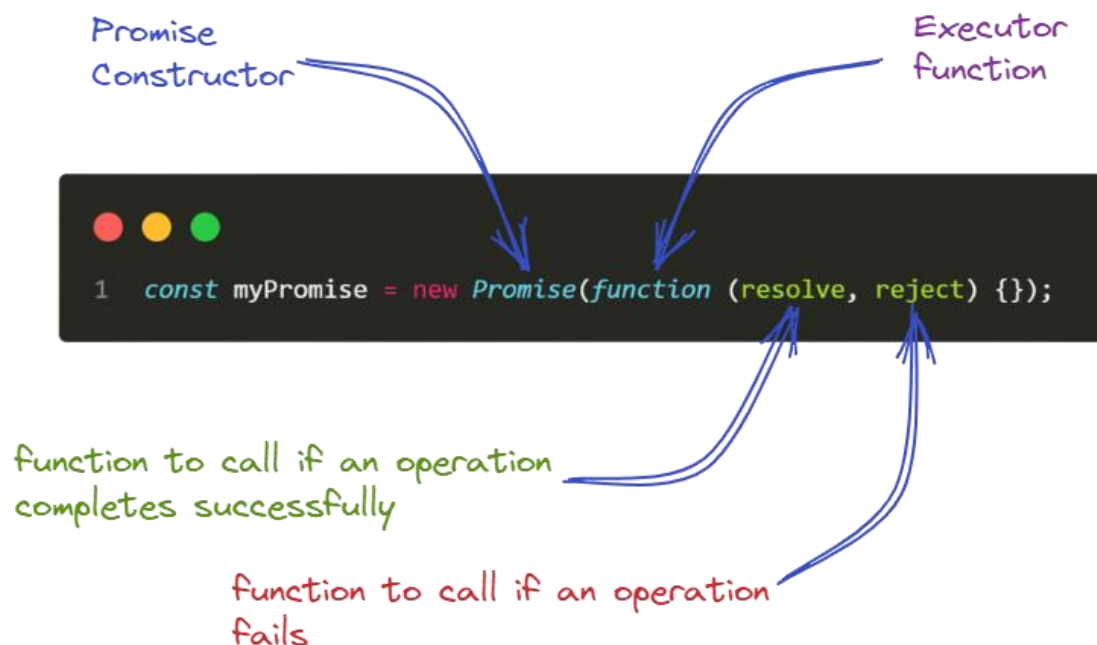 Promise
Constructor
Executor
function
1 const myPromise = new Promise(function (resolve, reject) {});
function to call if an operation
completes successfully
function to call if an operation
fails